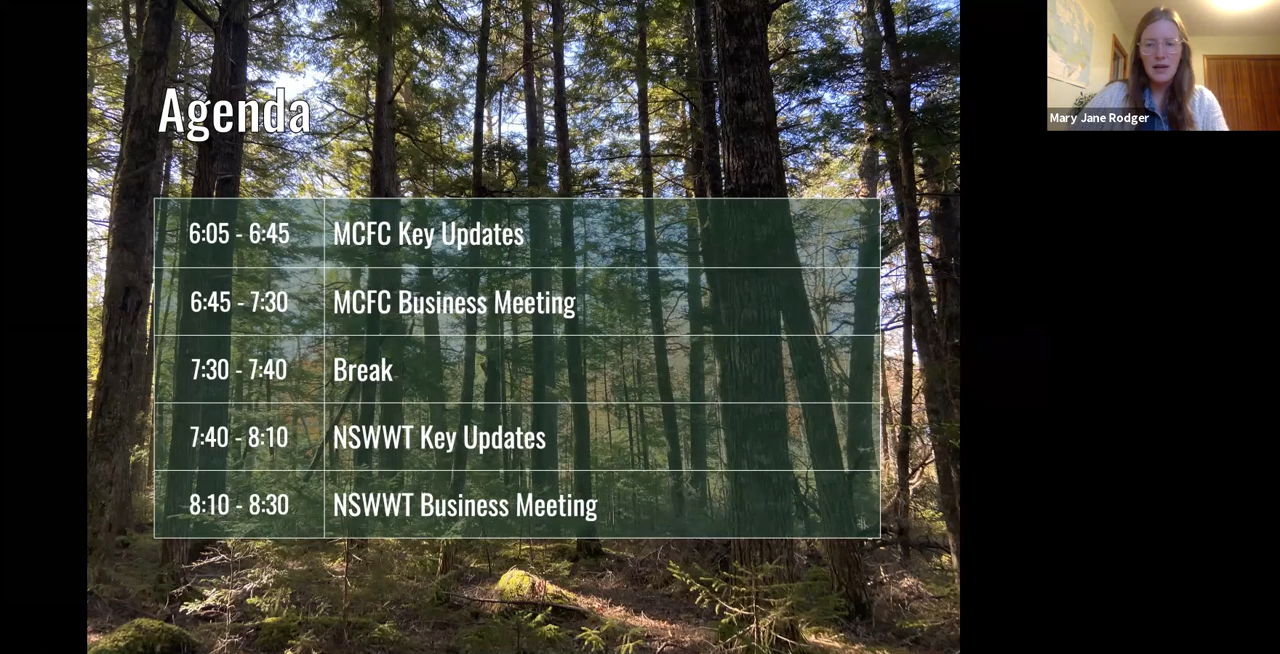 Agenda
6:05 - 6:45 MCFC Key Updates
6:45 - 7:30 MCFC Business Meeting
7:30 - 7:40 Break
7:40 - 8:10 NSWWT Key Updates
8:10 - 8:30 NSWWT Business Meeting
Mary Jane Rodger